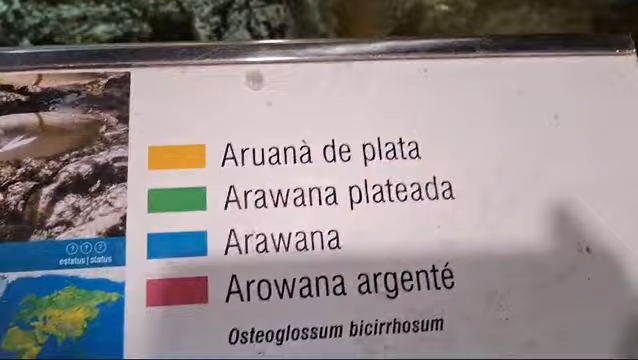 Aruanà de plata
Arawana plateada
Arawana
Arowana argenté
Osteoglossum bicirrhosum
estatus | status